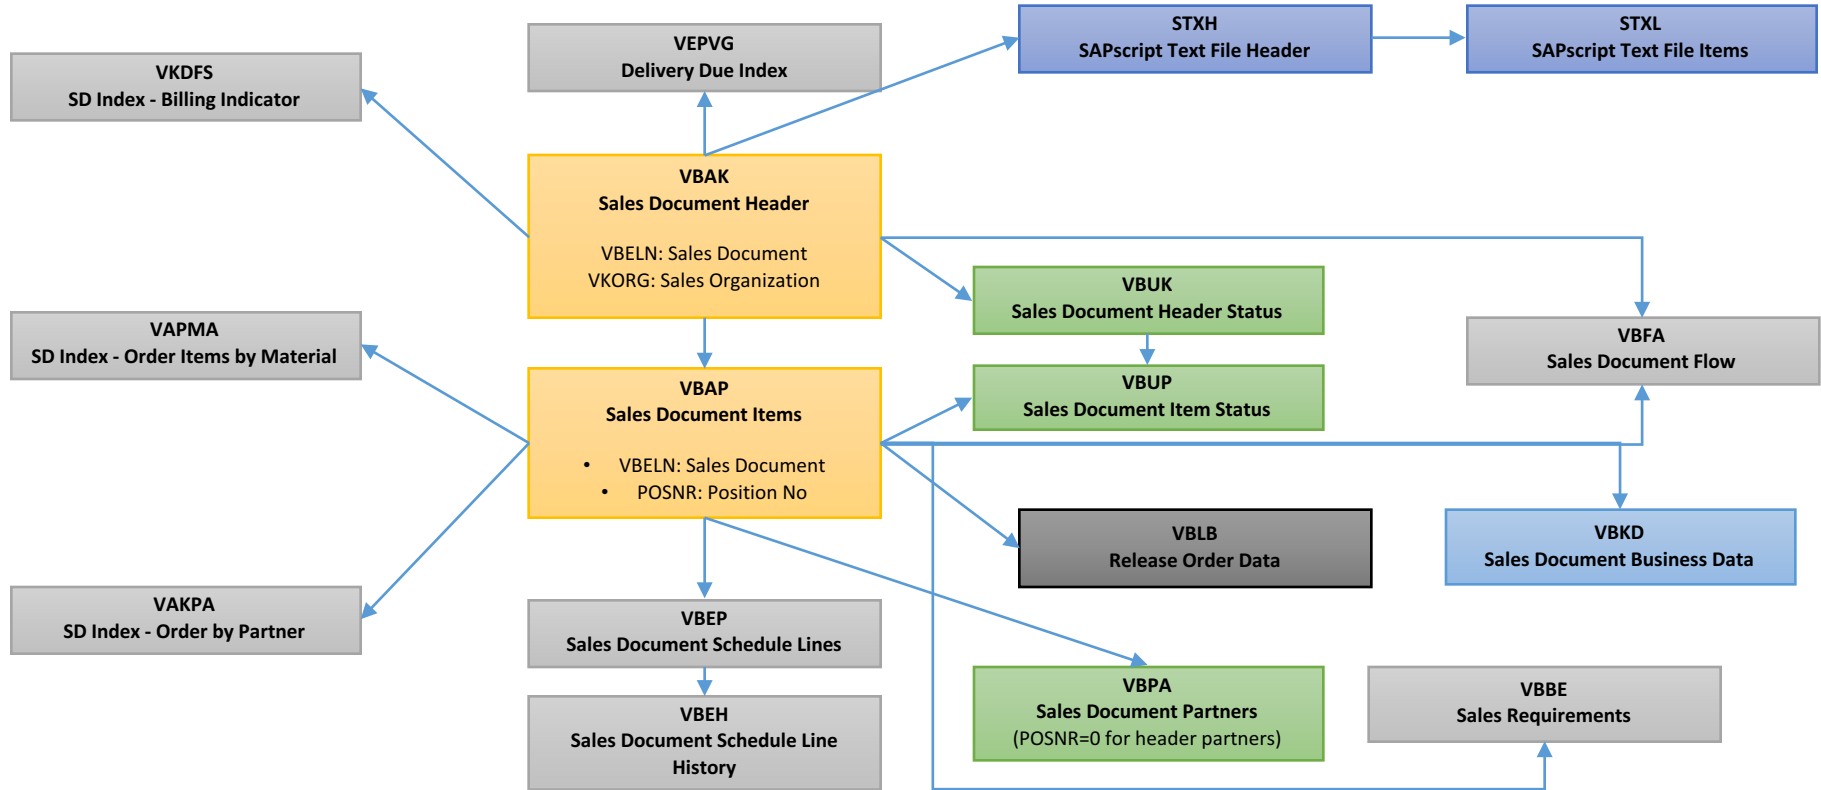 STXH
SAPscript Text File Header
STXL
SAPscript Text File Items
VEPVG
Delivery Due Index
VKDFS
SD Index - Billing Indicator
VBAK
Sales Document Header
VBELN: Sales Document
VKORG: Sales Organization
VBUK
Sales Document Header Status
VAPMA
SD Index - Order Items by Material
VBFA
Sales Document Flow
VBAP
Sales Document Items
• VBELN: Sales Document
• POSNR: Position No
VBUP
Sales Document Item Status
VBLB
Release Order Data
VBKD
Sales Document Business Data
VAKPA
SD Index - Order by Partner
VBEP
Sales Document Schedule Lines
VBPA
Sales Document Partners
(POSNR=0 for header partners)
VBBE
Sales Requirements
VBEH
Sales Document Schedule Line
History